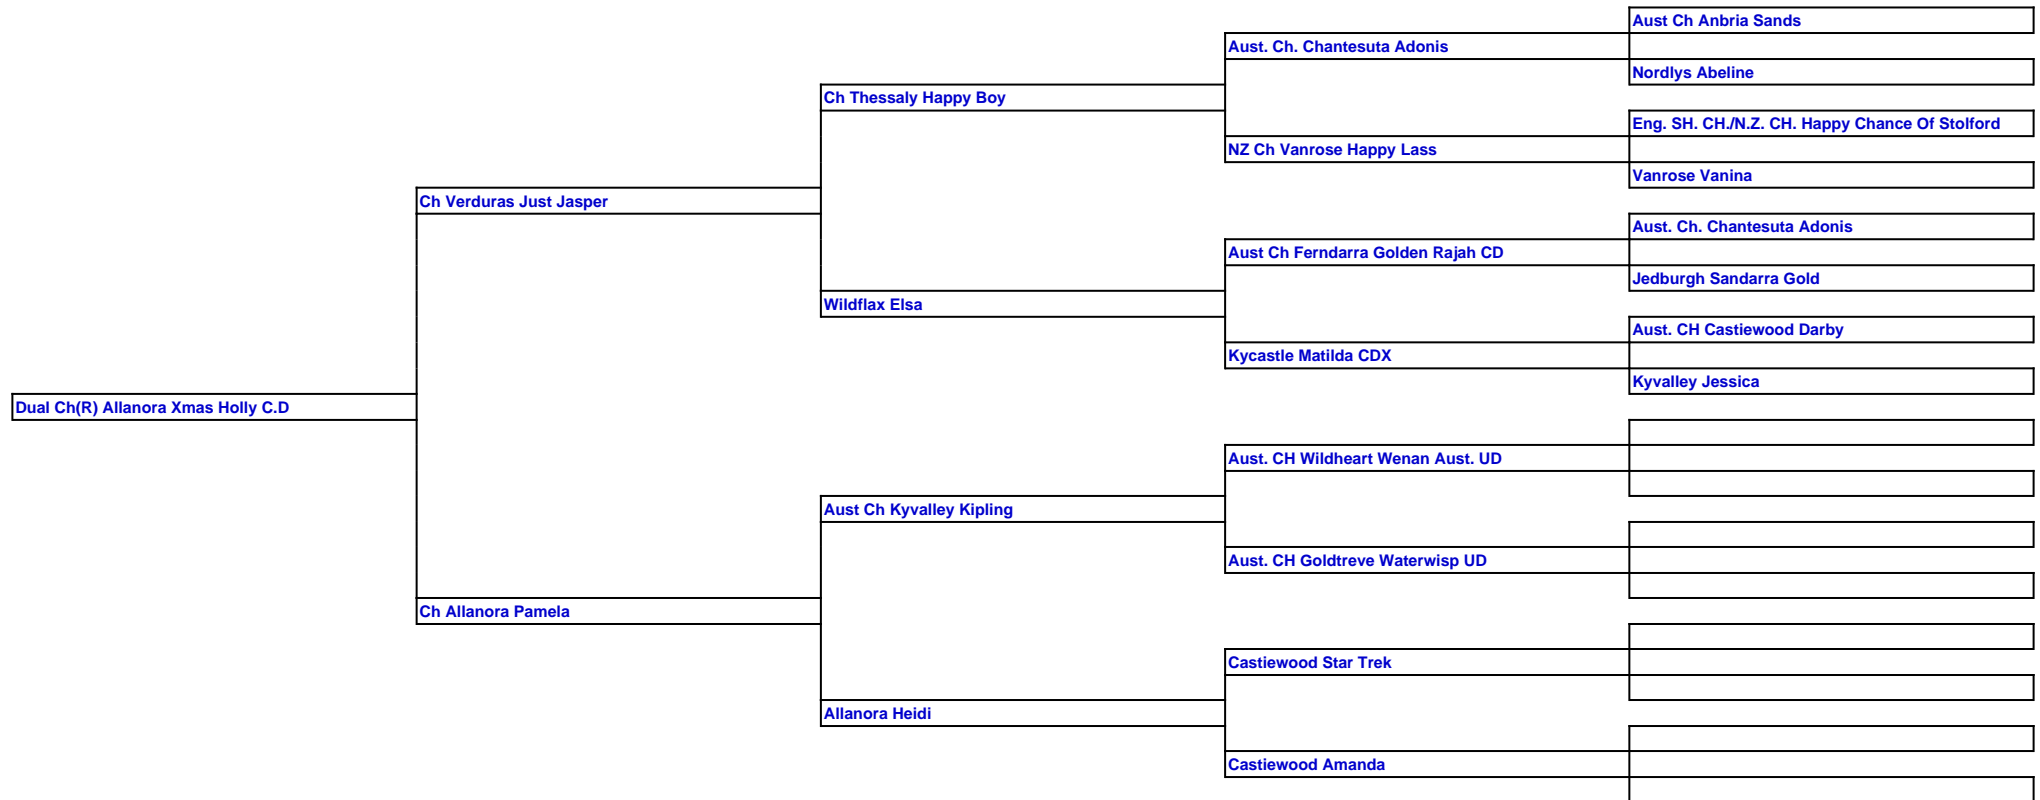 Aust Ch Anbria Sands
Aust. Ch. Chantesuta Adonis
Nordlys Abeline
Ch Thessaly Happy Boy
Eng. SH. CH./N.Z. CH. Happy Chance Of Stolford
NZ Ch Vanrose Happy Lass
Vanrose Vanina
Ch Verduras Just Jasper
Aust. Ch. Chantesuta Adonis
Aust Ch Ferndarra Golden Rajah CD
Jedburgh Sandarra Gold
Wildflax Elsa
Aust. CH Castiewood Darby
Kycastle Matilda CDX
Kyvalley Jessica
Dual Ch(R) Allanora Xmas Holly C.D
Aust. CH Wildheart Wenan Aust. UD
Aust Ch Kyvalley Kipling
Aust. CH Goldtreve Waterwisp UD
Ch Allanora Pamela
Castiewood Star Trek
Allanora Heidi
Castiewood Amanda